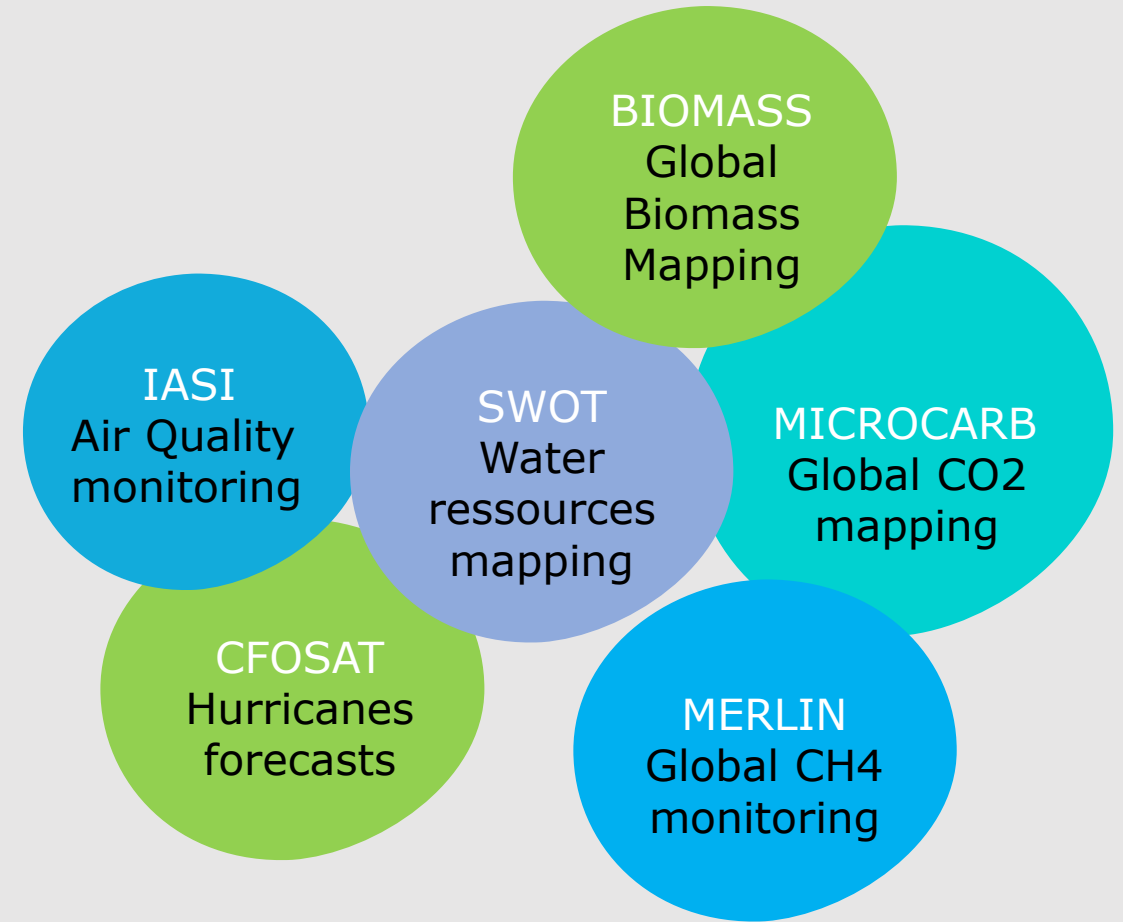 BIOMASS
Global
Biomass
Mapping
IASI
Air Quality
monitoring
SWOT
Water
ressources
mapping
MICROCARB
Global CO2
mapping
CFOSAT
Hurricanes
forecasts
MERLIN
Global CH4
monitoring